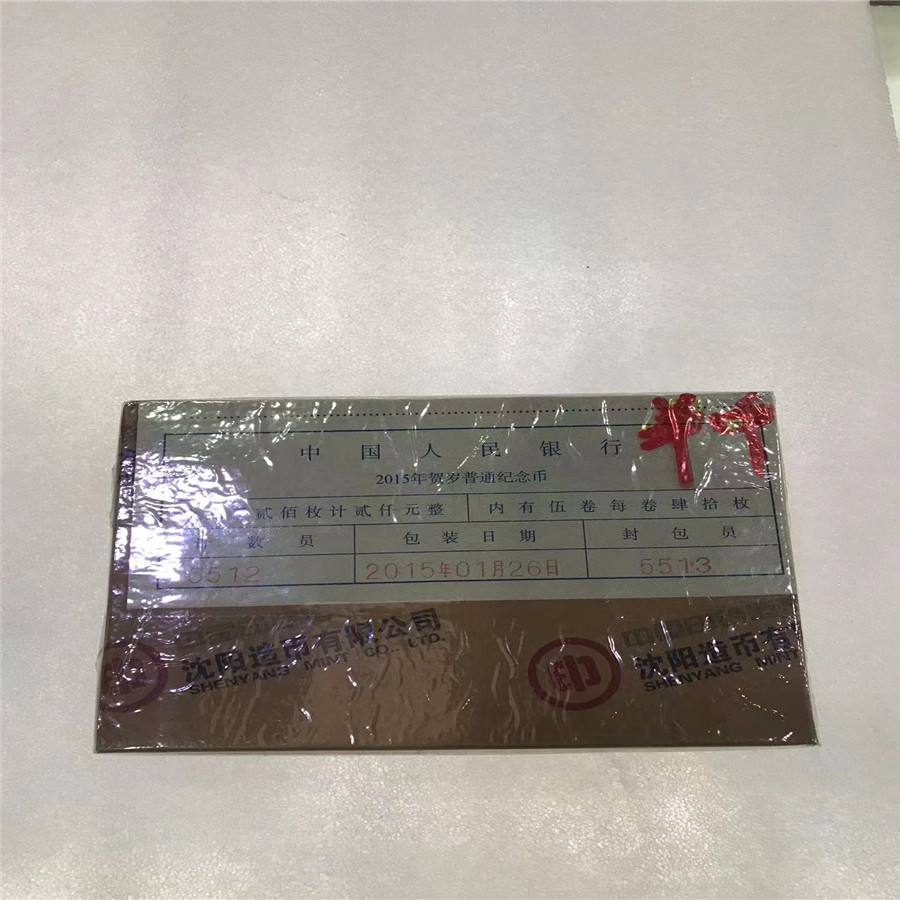 中国人民银行
2015年贺岁普通纪念币
贰佰枚计贰仟元整 内有伍卷每卷肆拾枚
数员 包装日期 封包员
5512 2015年01月26日 5513
沈阳造币有限公司
SHENYANG MINT CO., LTD.
沈阳造币有
SHENYANG MINT